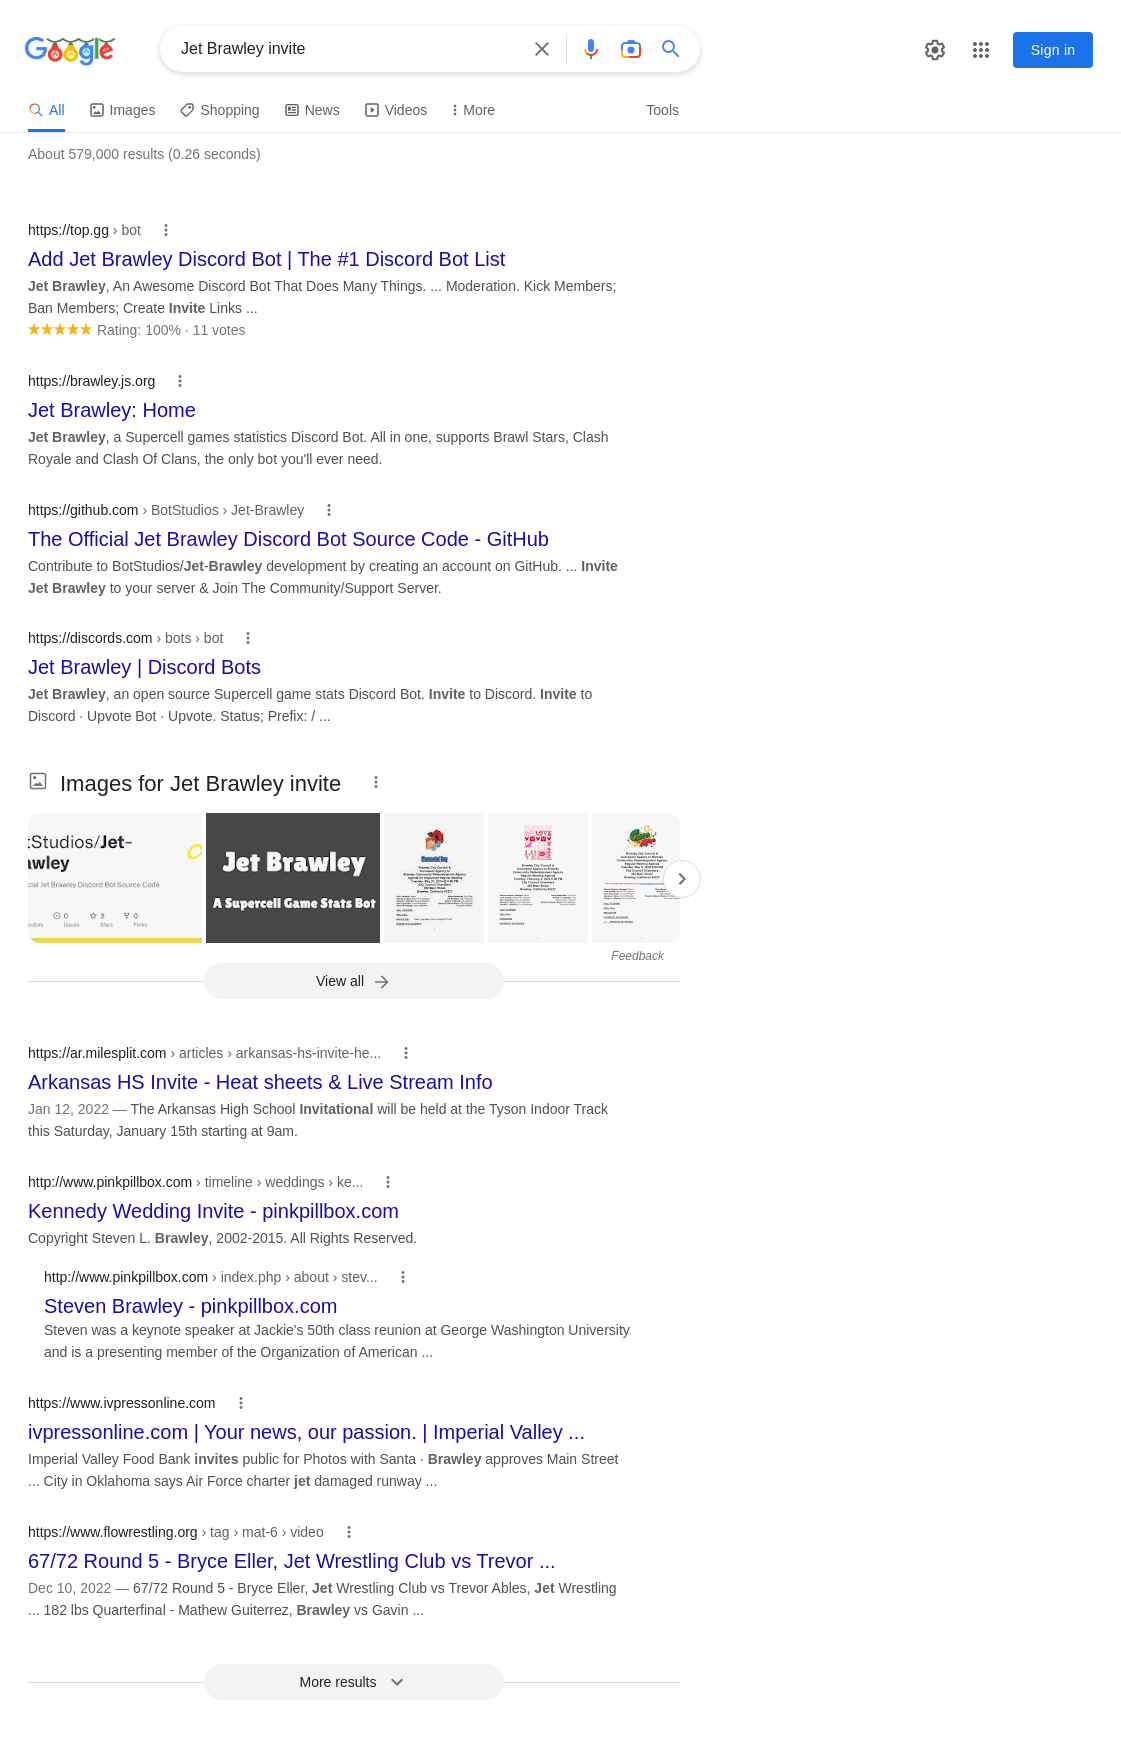 Google
Jet Brawley invite
Sign in
All
Images
Shopping
News
Videos
More
Tools
About 579,000 results (0.26 seconds)
https://top.gg › bot
Add Jet Brawley Discord Bot | The #1 Discord Bot List
Jet Brawley, An Awesome Discord Bot That Does Many Things. ... Moderation. Kick Members;
Ban Members; Create Invite Links ...
Rating: 100% · 11 votes
https://brawley.js.org
Jet Brawley: Home
Jet Brawley, a Supercell games statistics Discord Bot. All in one, supports Brawl Stars, Clash
Royale and Clash Of Clans, the only bot you'll ever need.
https://github.com › BotStudios › Jet-Brawley
The Official Jet Brawley Discord Bot Source Code - GitHub
Contribute to BotStudios/Jet-Brawley development by creating an account on GitHub. ... Invite
Jet Brawley to your server & Join The Community/Support Server.
https://discords.com › bots › bot
Jet Brawley | Discord Bots
Jet Brawley, an open source Supercell game stats Discord Bot. Invite to Discord. Invite to
Discord · Upvote Bot · Upvote. Status; Prefix: / ...
Images for Jet Brawley invite
tStudios/Jet-
awley
cial Jet Brawley Discord Bot Source Code
0
3
0
butors
Issues
Stars
Forks
Jet Brawley
A Supercell Game Stats Bot
Memorial Day
Feedback
View all
https://ar.milesplit.com › articles › arkansas-hs-invite-he...
Arkansas HS Invite - Heat sheets & Live Stream Info
Jan 12, 2022 — The Arkansas High School Invitational will be held at the Tyson Indoor Track
this Saturday, January 15th starting at 9am.
http://www.pinkpillbox.com › timeline › weddings › ke...
Kennedy Wedding Invite - pinkpillbox.com
Copyright Steven L. Brawley, 2002-2015. All Rights Reserved.
http://www.pinkpillbox.com › index.php › about › stev...
Steven Brawley - pinkpillbox.com
Steven was a keynote speaker at Jackie's 50th class reunion at George Washington University
and is a presenting member of the Organization of American ...
https://www.ivpressonline.com
ivpressonline.com | Your news, our passion. | Imperial Valley ...
Imperial Valley Food Bank invites public for Photos with Santa · Brawley approves Main Street
... City in Oklahoma says Air Force charter jet damaged runway ...
https://www.flowrestling.org › tag › mat-6 › video
67/72 Round 5 - Bryce Eller, Jet Wrestling Club vs Trevor ...
Dec 10, 2022 — 67/72 Round 5 - Bryce Eller, Jet Wrestling Club vs Trevor Ables, Jet Wrestling
... 182 lbs Quarterfinal - Mathew Guiterrez, Brawley vs Gavin ...
More results